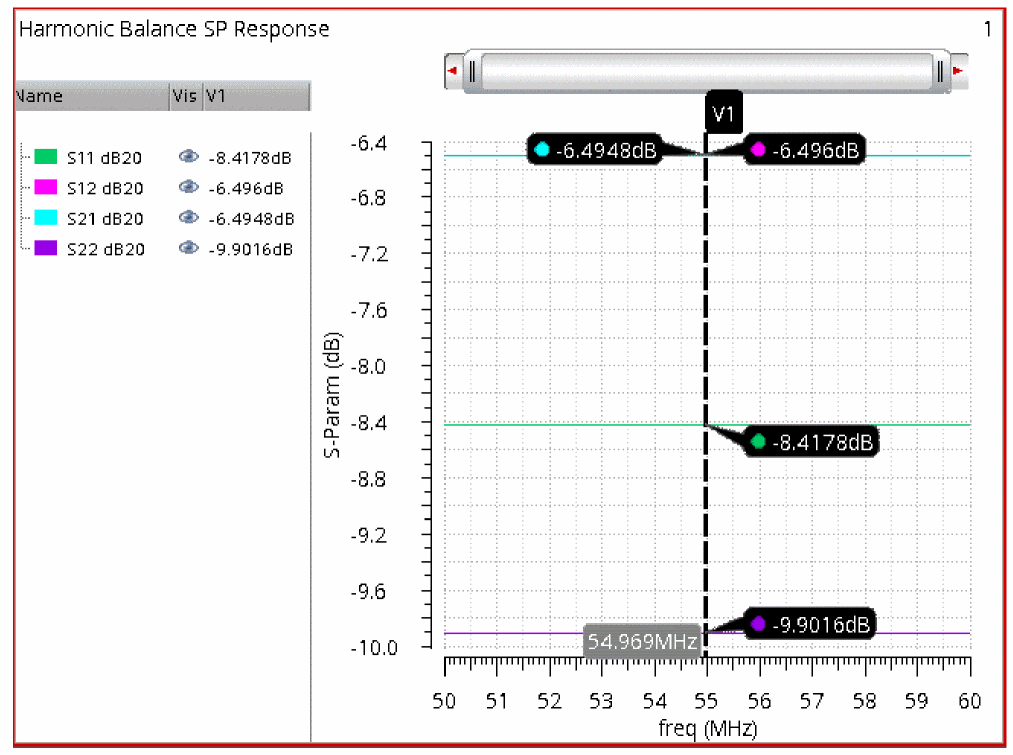 Harmonic Balance SP Response
1
Name Vis V1
S11 dB20 -8.4178dB
S12 dB20 -6.496dB
S21 dB20 -6.4948dB
S22 dB20 -9.9016dB
V1
-6.4948dB -6.496dB
-8.4178dB
-9.9016dB
54.969MHz
S-Param (dB)
-6.4
-6.8
-7.2
-7.6
-8.0
-8.4
-8.8
-9.2
-9.6
-10.0
50 51 52 53 54 55 56 57 58 59 60
freq (MHz)